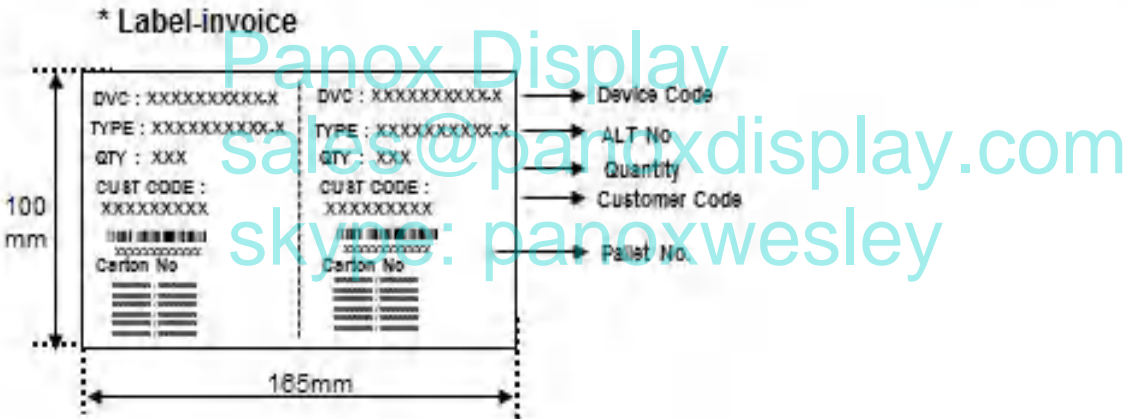 * Label-invoice
Panox Display
DVC : XXXXXXXXXX-X DVC : XXXXXXXXXX-X Device Code
TYPE : XXXXXXXXXX-X TYPE : XXXXXXXXXX-X ALT No
sales@panoxdisplay.com
QTY : XXX QTY : XXX Quantity
CUST CODE : CUST CODE : Customer Code
XXXXXXXXX XXXXXXXXX
100
mm
skype: panoxwesley
XXXXXXXXXXX XXXXXXXXXXX Pallet No.
Carton No Carton No
165mm